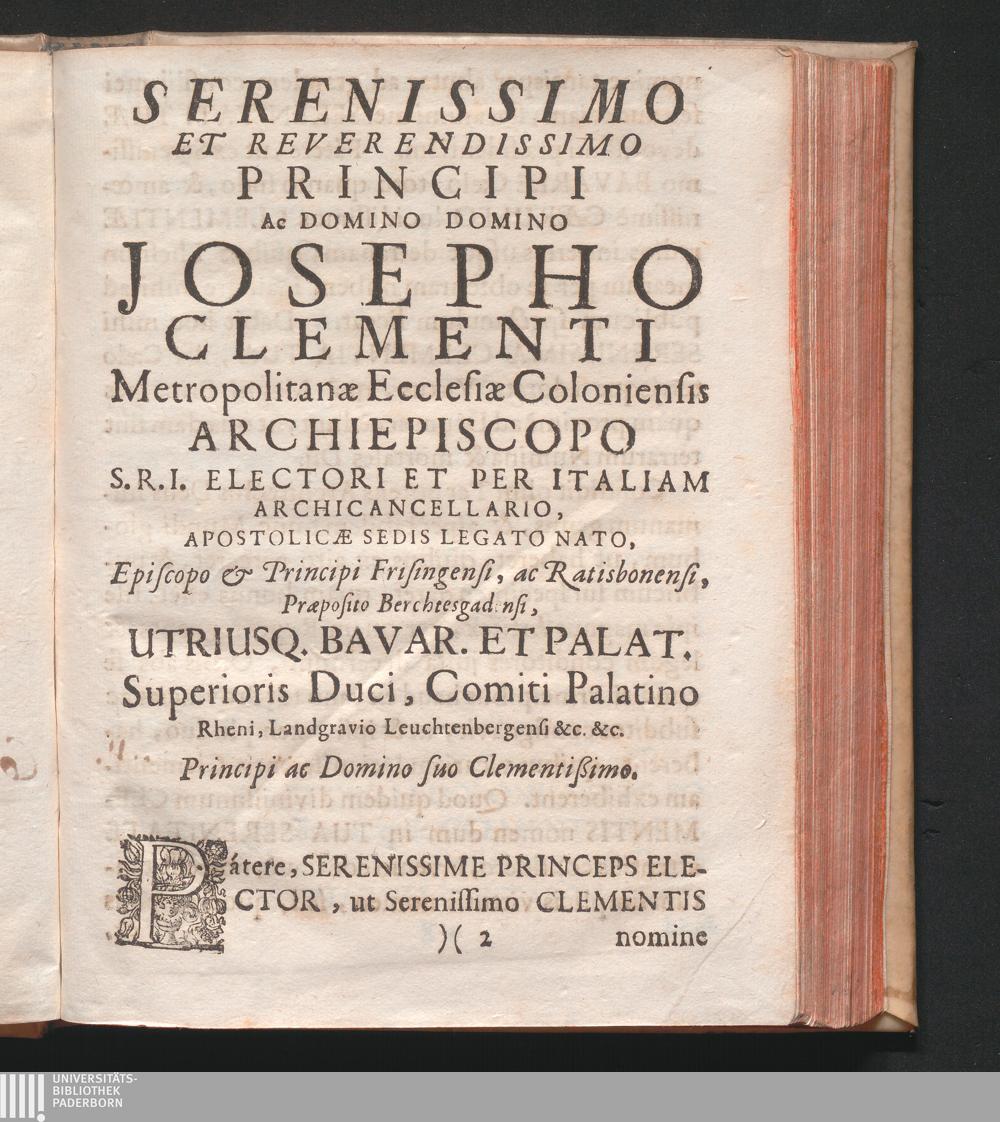 SERENISSIMO
ET REVERENDISSIMO
PRINCIPI
Ac DOMINO DOMINO
JOSEPHO
CLEMENTI
Metropolitanæ Eccleſiæ Colonienſis
ARCHIEPISCOPO
S.R.I. ELECTORI ET PER ITALIAM
ARCHICANCELLARIO,
APOSTOLICÆ SEDIS LEGATO NATO,
Epiſcopo & Principi Friſingenſi, ac Ratisbonenſi,
Præpoſito Berchtesgadenſi,
UTRIUSQ. BAVAR. ET PALAT.
Superioris Duci, Comiti Palatino
Rheni, Landgravio Leuchtenbergenſi &c. &c.
Principi ac Domino ſuo Clementißimo.
Pátere, SERENISSIME PRINCEPS ELE-
CTOR, ut Sereniſſimo CLEMENTIS
)( 2 nomine
UNIVERSITÄTS-
BIBLIOTHEK
PADERBORN